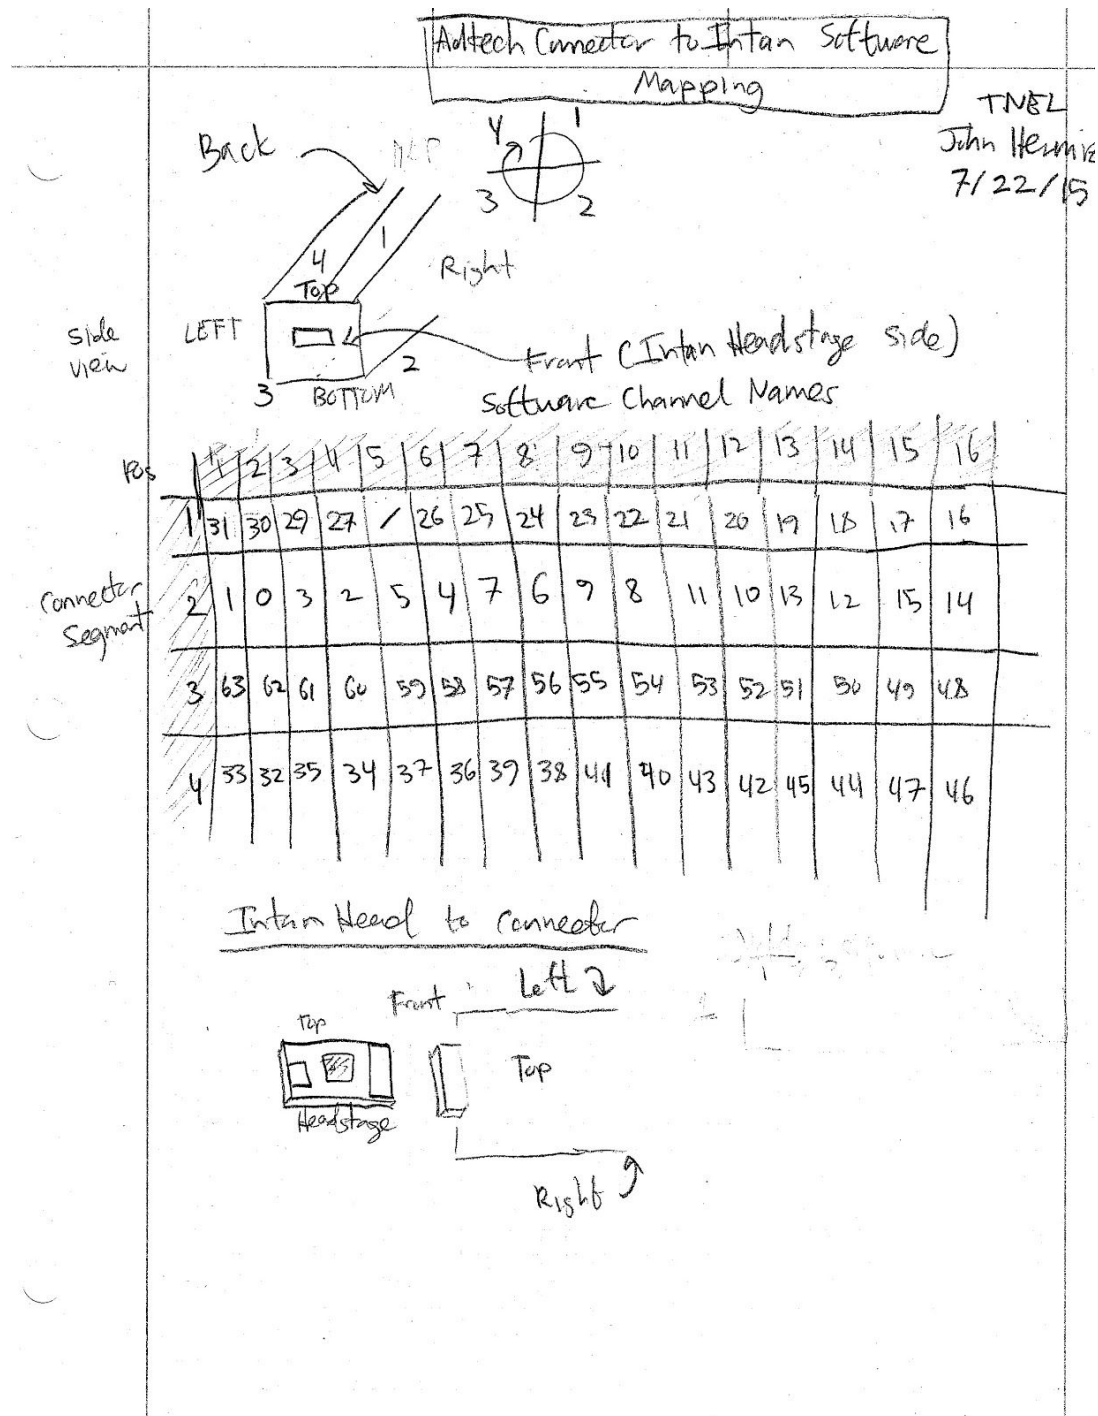 Adtech Connector to Intan Software
Mapping
TNEL
John Hermiz
7/22/15
Back
4 1
3 2
4 1
Right
Top
side
view
LEFT
Front (Intan Headstage side)
2
3 BOTTOM
Software Channel Names
Pos 1 2 3 4 5 6 7 8 9 10 11 12 13 14 15 16
1 31 30 29 27 / 26 25 24 23 22 21 20 19 18 17 16
Connector
Segment
2 1 0 3 2 5 4 7 6 9 8 11 10 13 12 15 14
3 63 62 61 60 59 58 57 56 55 54 53 52 51 50 49 48
4 33 32 35 34 37 36 39 38 41 40 43 42 45 44 47 46
Intan Head to connector
Left
Front
Top
Top
Headstage
Right